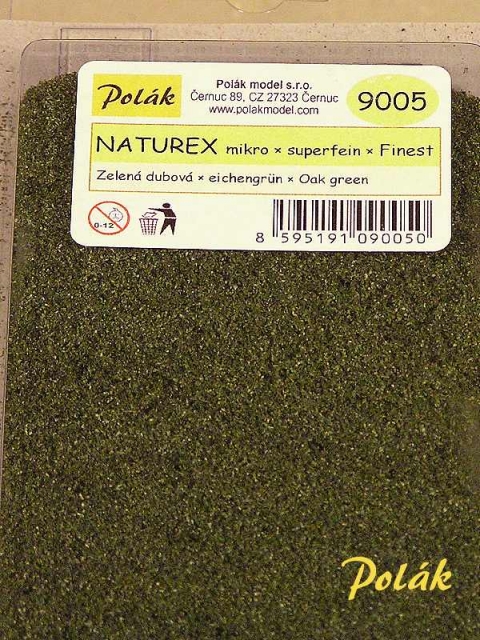 Polák
Polák model s.r.o.
Černuc 89, CZ 27323 Černuc
www.polakmodel.com
9005
NATUREX mikro × superfein × Finest
Zelená dubová × eichengrün × Oak green
0-12
8 595191 090050
Polák